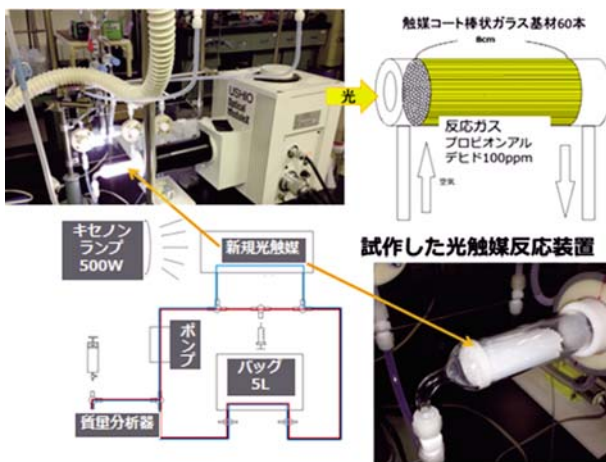 USHIO
Optical
ModuleX
触媒コート棒状ガラス基材60本
8cm
光
反応ガス
プロピオンアル
デヒド100ppm
空気
キセノン
ランプ
500W
新規光触媒
試作した光触媒反応装置
ポンプ
バッグ
5L
質量分析器